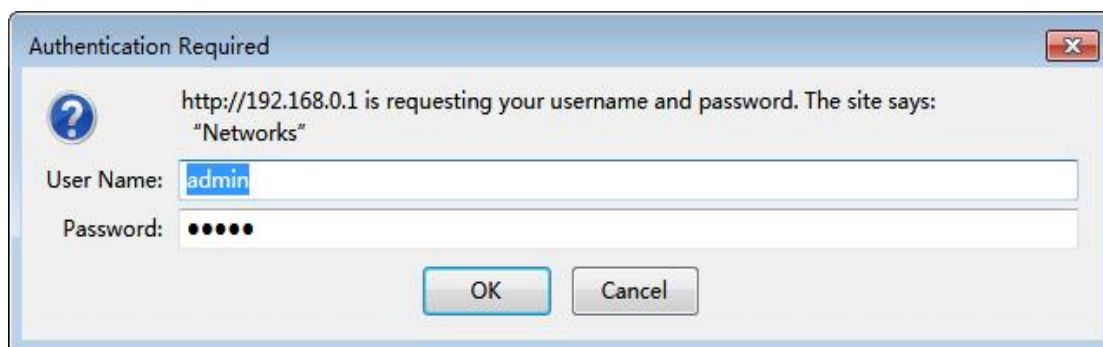 Authentication Required
http://192.168.0.1 is requesting your username and password. The site says:
"Networks"
User Name: admin
Password: •••••
OK Cancel